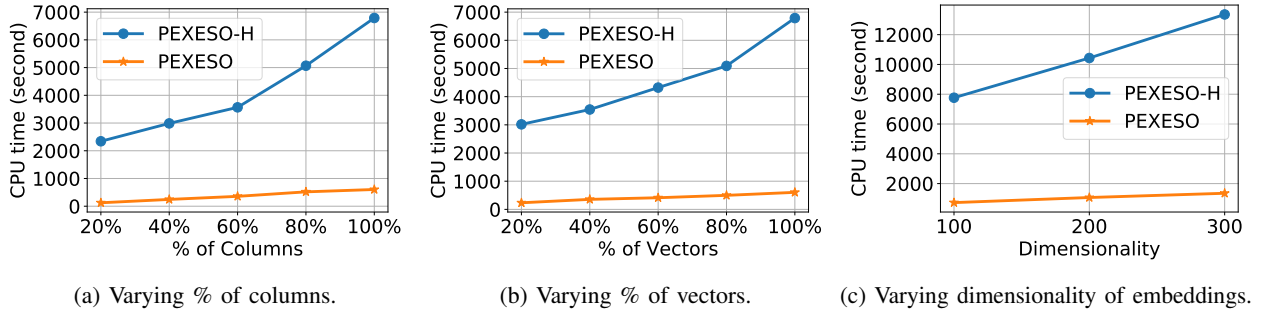 7000
6000
5000
4000
3000
2000
1000
0
CPU time (second)
PEXESO-H
PEXESO
20% 40% 60% 80% 100%
% of Columns
(a) Varying % of columns.
7000
6000
5000
4000
3000
2000
1000
0
CPU time (second)
PEXESO-H
PEXESO
20% 40% 60% 80% 100%
% of Vectors
(b) Varying % of vectors.
12000
10000
8000
6000
4000
2000
CPU time (second)
PEXESO-H
PEXESO
100 200 300
Dimensionality
(c) Varying dimensionality of embeddings.